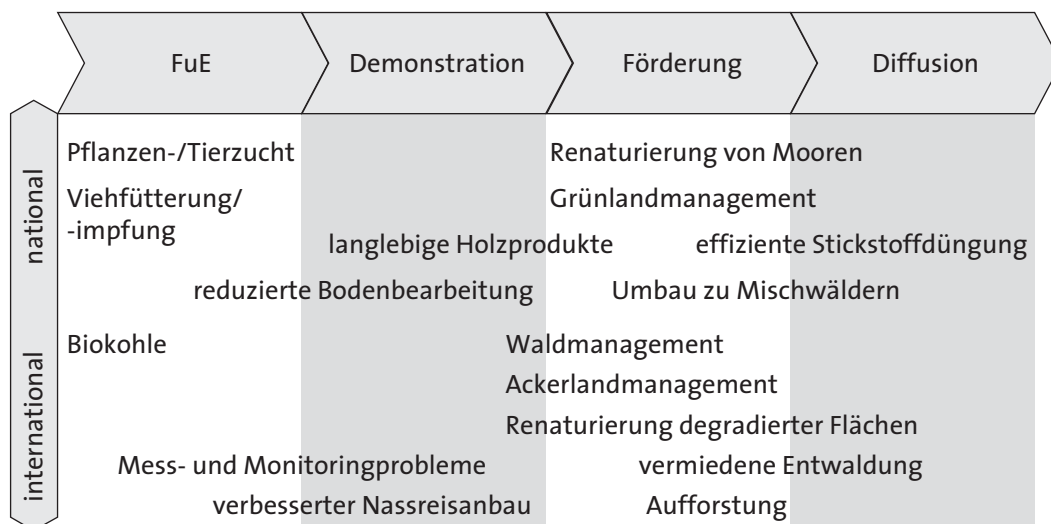 FuE
Demonstration
Förderung
Diffusion
national
Pflanzen-/Tierzucht
Renaturierung von Mooren
Viehfütterung/
-impfung
Grünlandmanagement
langlebige Holzprodukte
effiziente Stickstoffdüngung
reduzierte Bodenbearbeitung
Umbau zu Mischwäldern
international
Biokohle
Waldmanagement
Ackerlandmanagement
Renaturierung degradierter Flächen
Mess- und Monitoringprobleme
vermiedene Entwaldung
verbesserter Nassreisanbau
Aufforstung